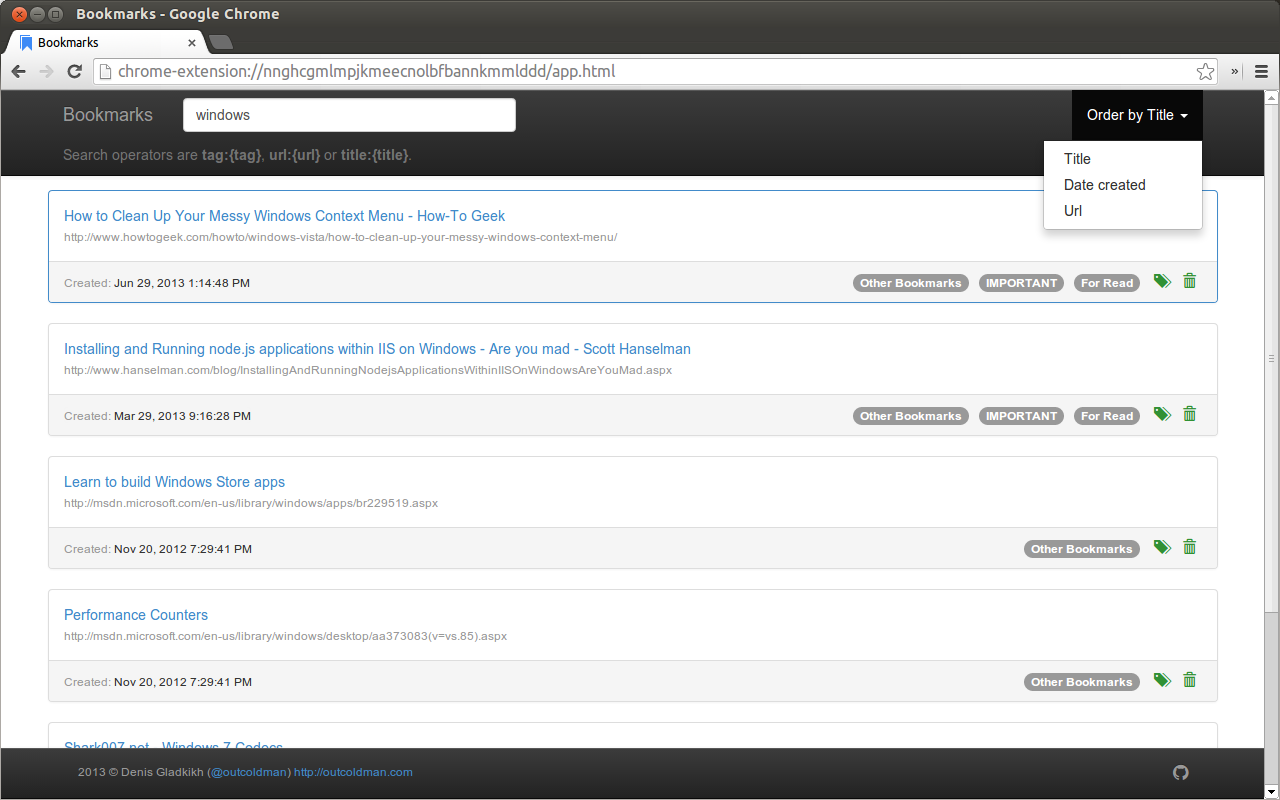 Bookmarks - Google Chrome
Bookmarks
chrome-extension://nnghcgmlmpjkmeecnolbfbannkmmlddd/app.html
»
Bookmarks windows Order by Title
Search operators are tag:{tag}, url:{url} or title:{title}.
Title
Date created
Url
How to Clean Up Your Messy Windows Context Menu - How-To Geek
http://www.howtogeek.com/howto/windows-vista/how-to-clean-up-your-messy-windows-context-menu/
Created: Jun 29, 2013 1:14:48 PM Other Bookmarks IMPORTANT For Read
Installing and Running node.js applications within IIS on Windows - Are you mad - Scott Hanselman
http://www.hanselman.com/blog/InstallingAndRunningNodejsApplicationsWithinIISOnWindowsAreYouMad.aspx
Created: Mar 29, 2013 9:16:28 PM Other Bookmarks IMPORTANT For Read
Learn to build Windows Store apps
http://msdn.microsoft.com/en-us/library/windows/apps/br229519.aspx
Created: Nov 20, 2012 7:29:41 PM Other Bookmarks
Performance Counters
http://msdn.microsoft.com/en-us/library/windows/desktop/aa373083(v=vs.85).aspx
Created: Nov 20, 2012 7:29:41 PM Other Bookmarks
Shark007.net - Windows 7 Codecs
2013 © Denis Gladkikh (@outcoldman) http://outcoldman.com